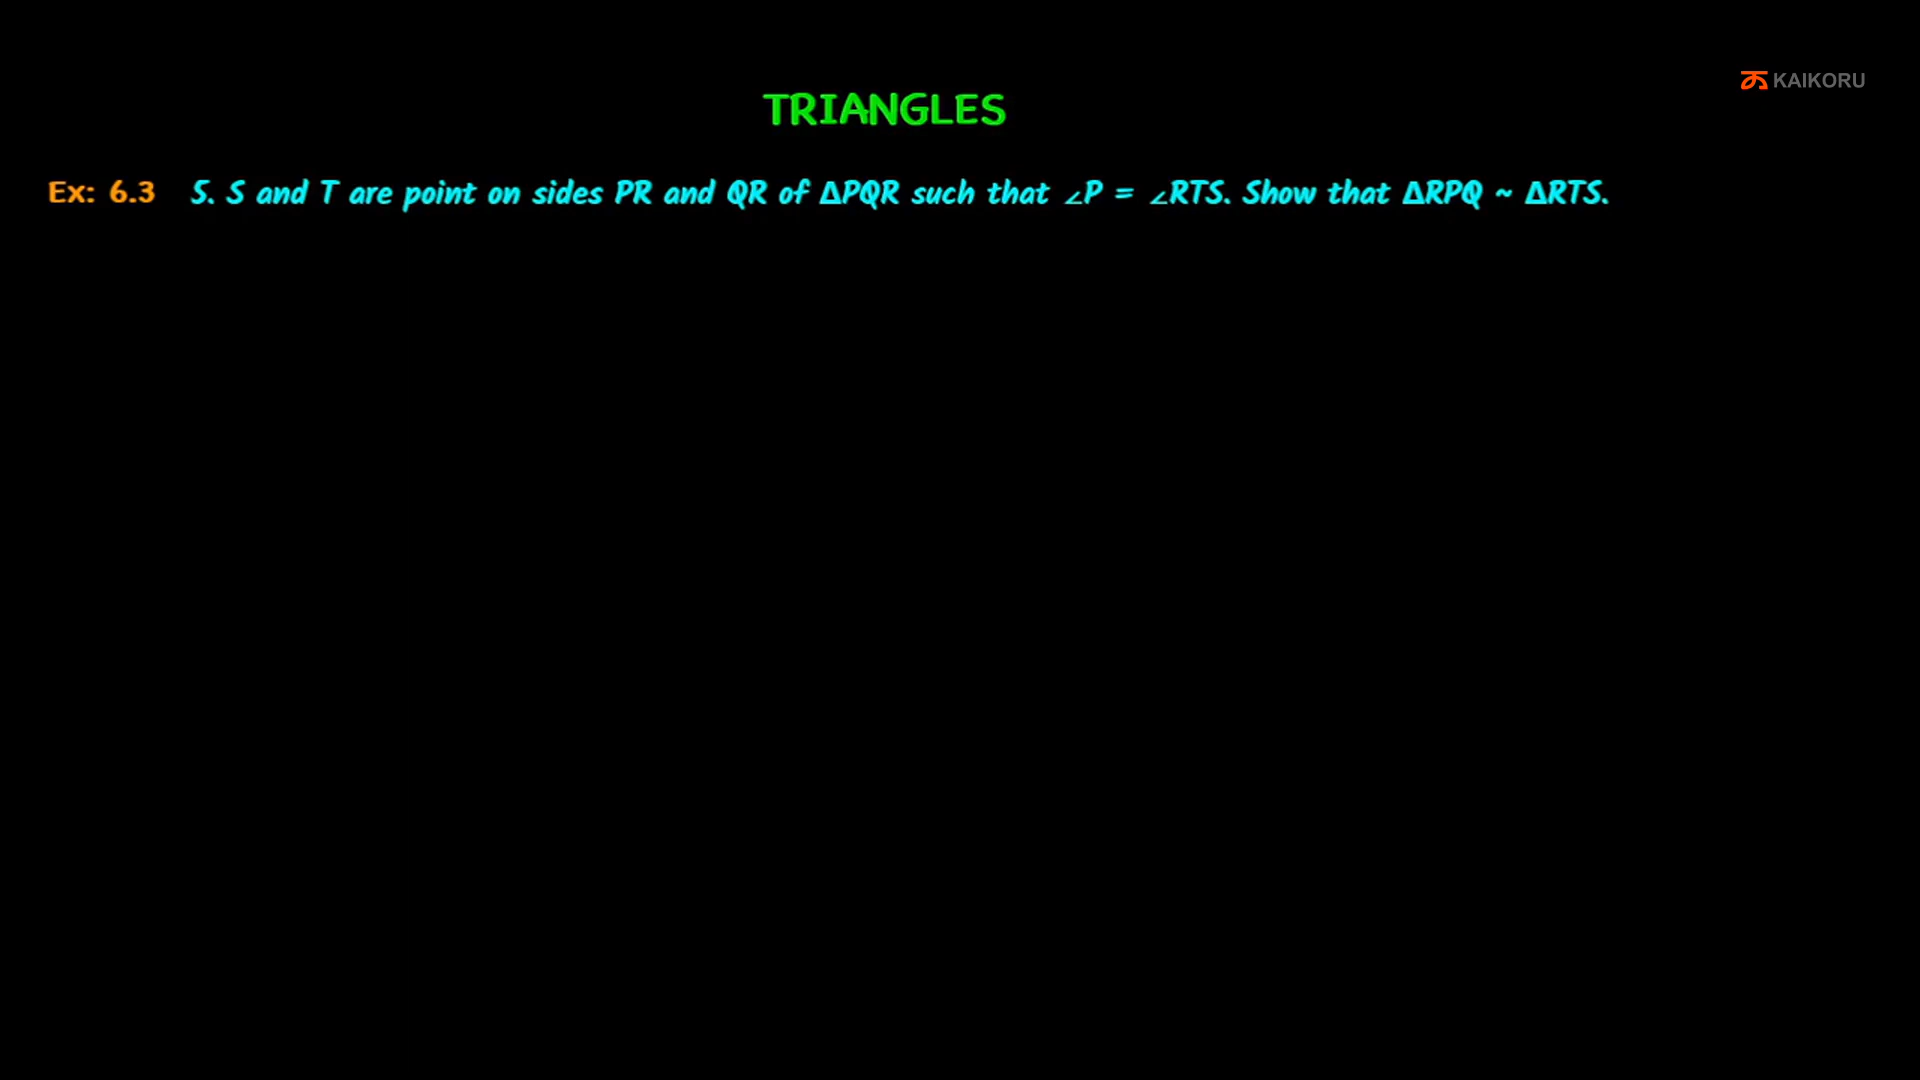 KAIKORU
TRIANGLES
Ex: 6.3 5. S and T are point on sides PR and QR of ΔPQR such that ∠P = ∠RTS. Show that ΔRPQ ~ ΔRTS.